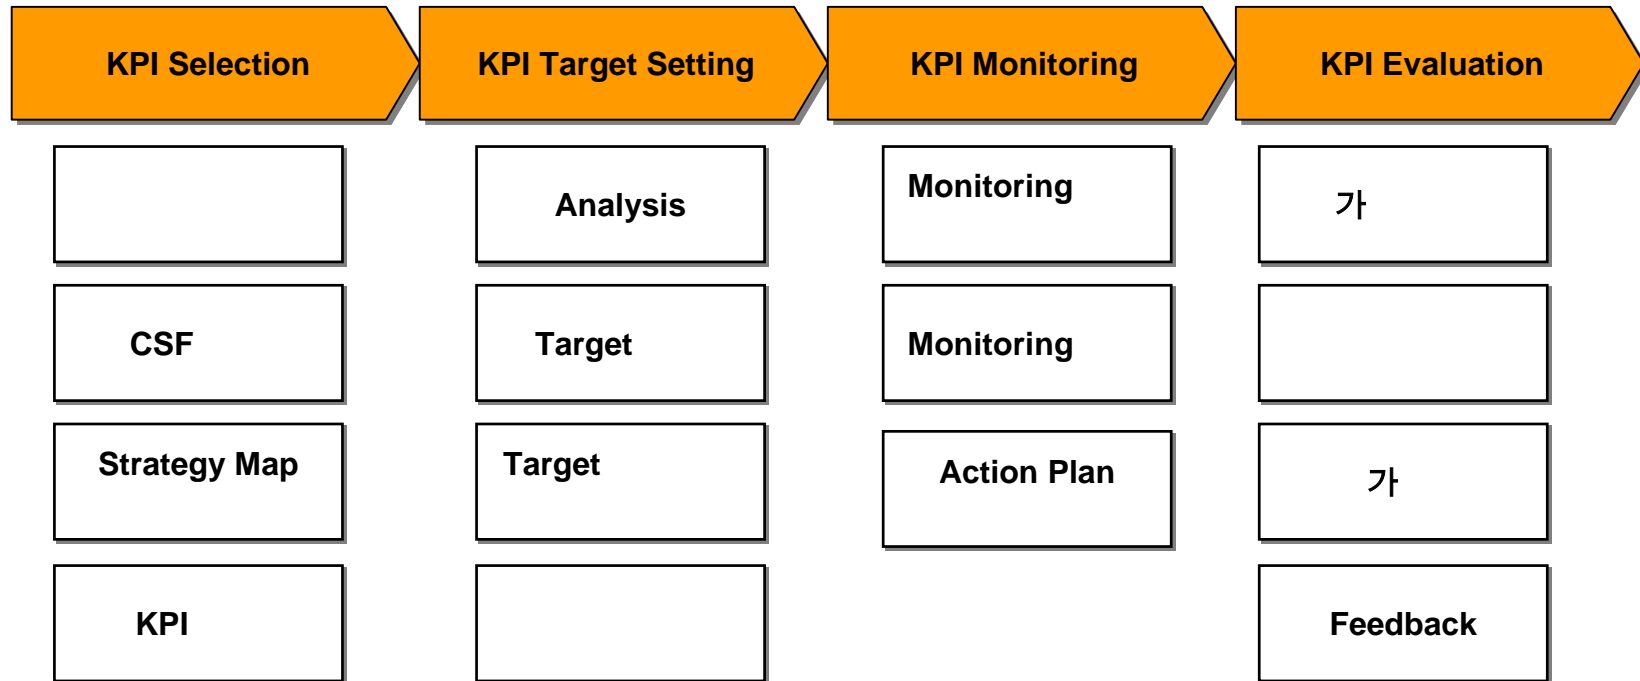 KPI Selection
KPI Target Setting
KPI Monitoring
KPI Evaluation
Analysis
Monitoring
가
CSF
Target
Monitoring
Strategy Map
Target
Action Plan
가
KPI
Feedback